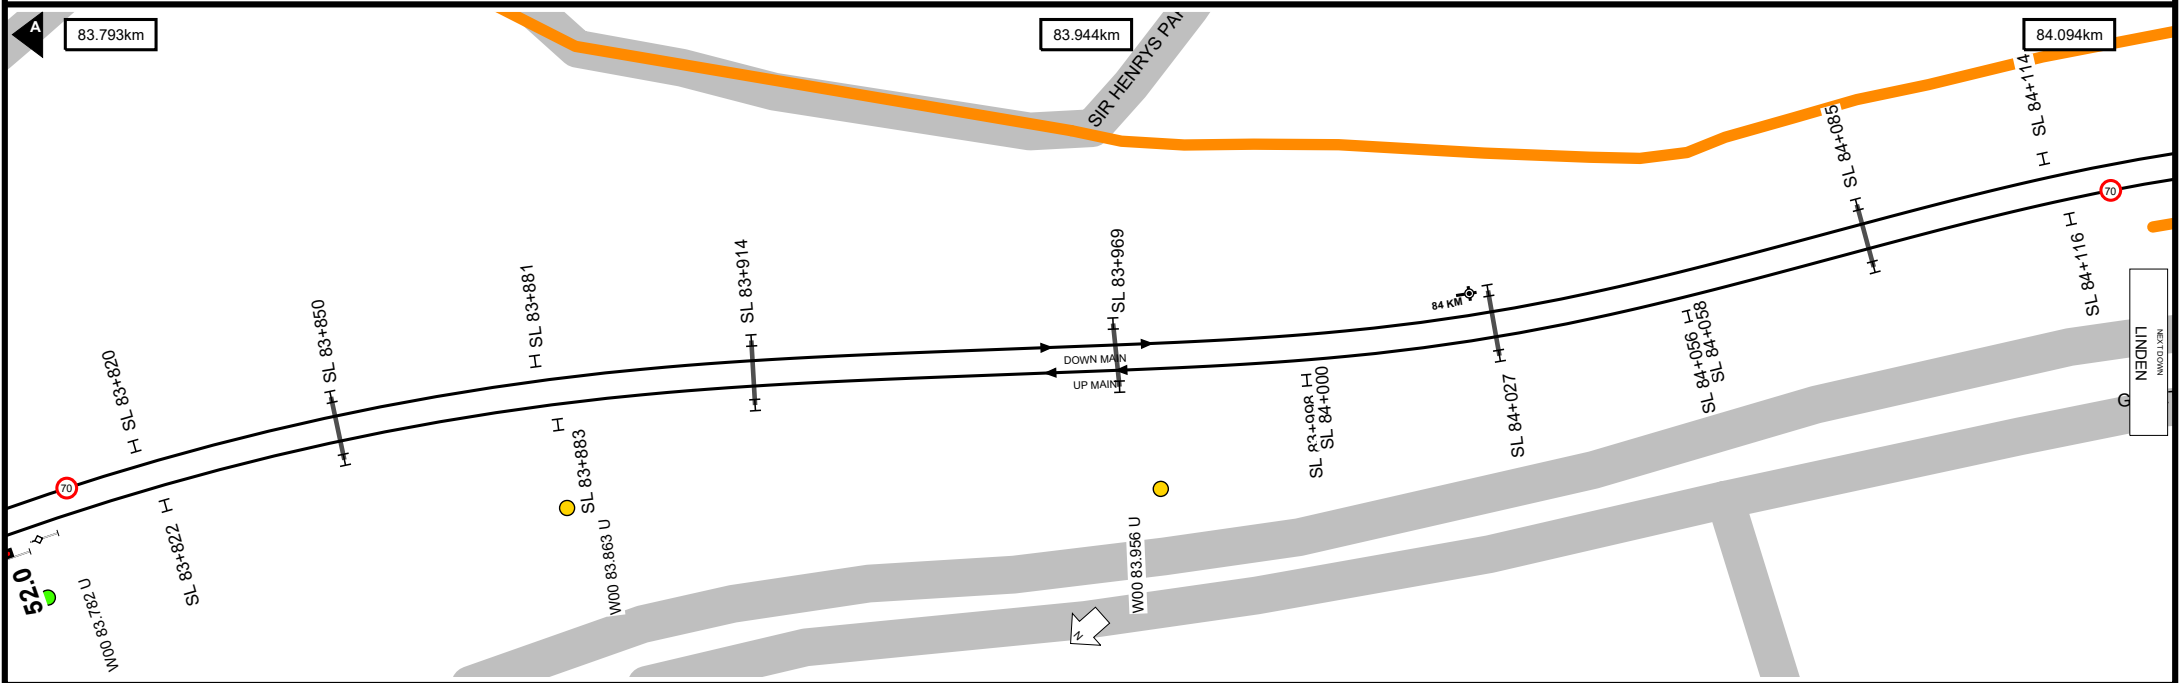 A
83.793km
83.944km
84.094km
SIR HENRYS PA
SL 84+114
SL 84+085
SL 83+969
SL 83+914
SL 83+881
SL 83+850
SL 83+820
84 KM
DOWN MAIN
UP MAIN
70
70
SL 84+116
SL 84+058
SL 84+056
SL 84+027
SL 84+000
SL 83+998
SL 83+883
SL 83+822
NEXT DOWN
LINDEN
G
52.0
W00 83.782 U
W00 83.863 U
W00 83.956 U
N